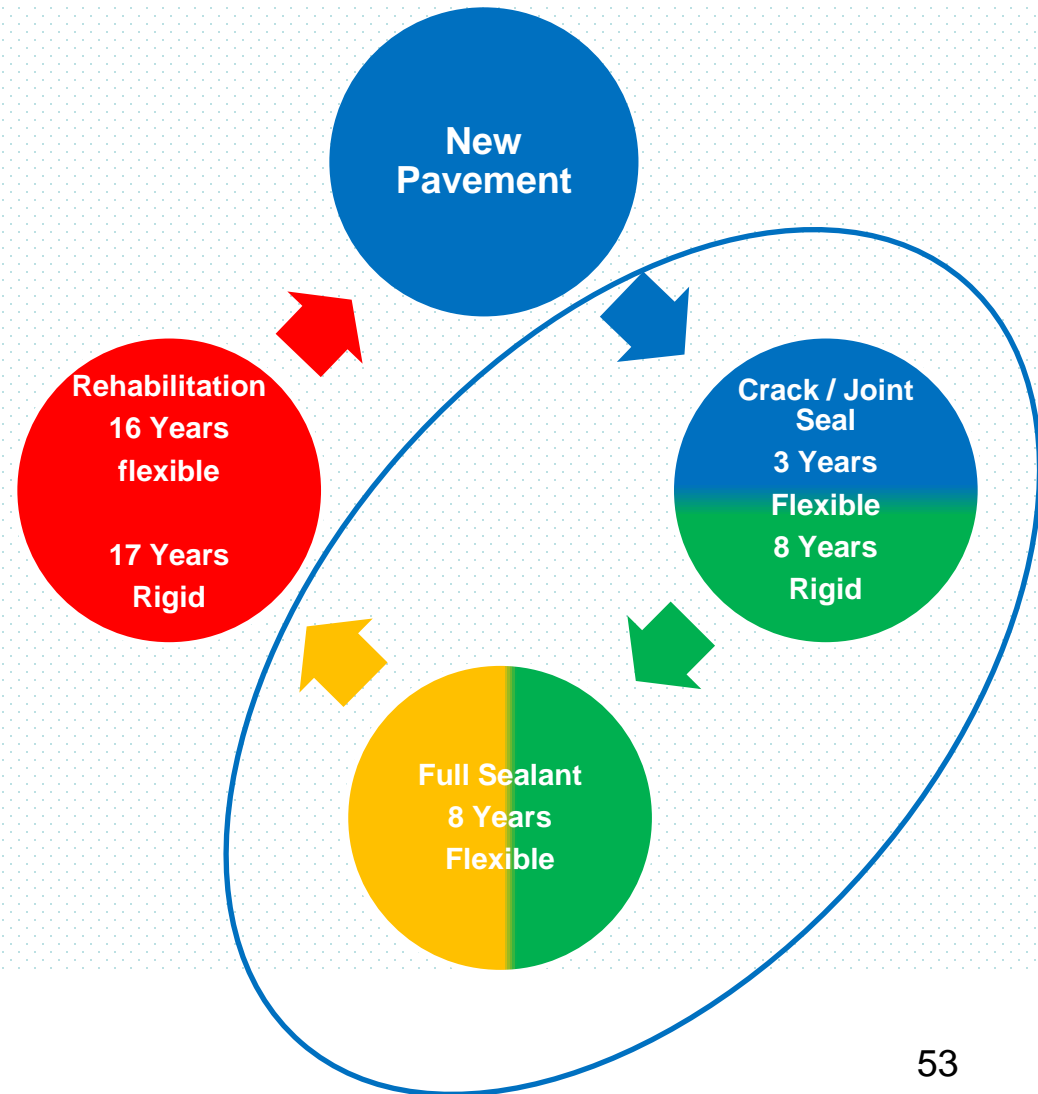 New
Pavement
Crack / Joint
Seal
3 Years
Flexible
8 Years
Rigid
Full Sealant
8 Years
Flexible
Rehabilitation
16 Years
flexible
17 Years
Rigid
53